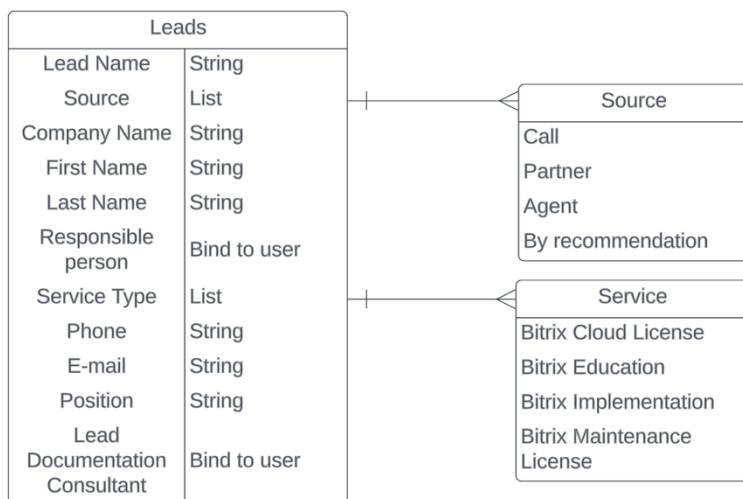 Leads
Lead Name String
Source List
Company Name String
First Name String
Last Name String
Responsible
person
Bind to user
Service Type List
Phone String
E-mail String
Position String
Lead
Documentation
Consultant
Bind to user
Source
Call
Partner
Agent
By recommendation
Service
Bitrix Cloud License
Bitrix Education
Bitrix Implementation
Bitrix Maintenance
License